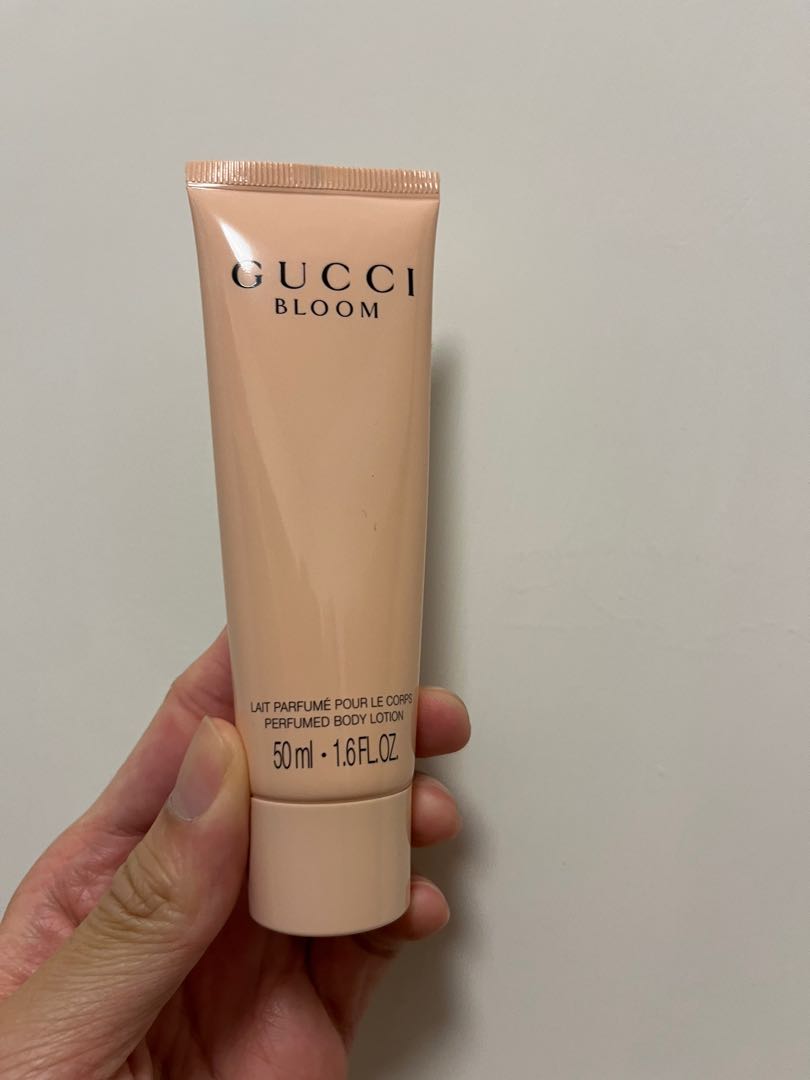 GUCCI
BLOOM
LAIT PARFUMÉ POUR LE CORPS
PERFUMED BODY LOTION
50 ml • 1.6 FL.OZ.